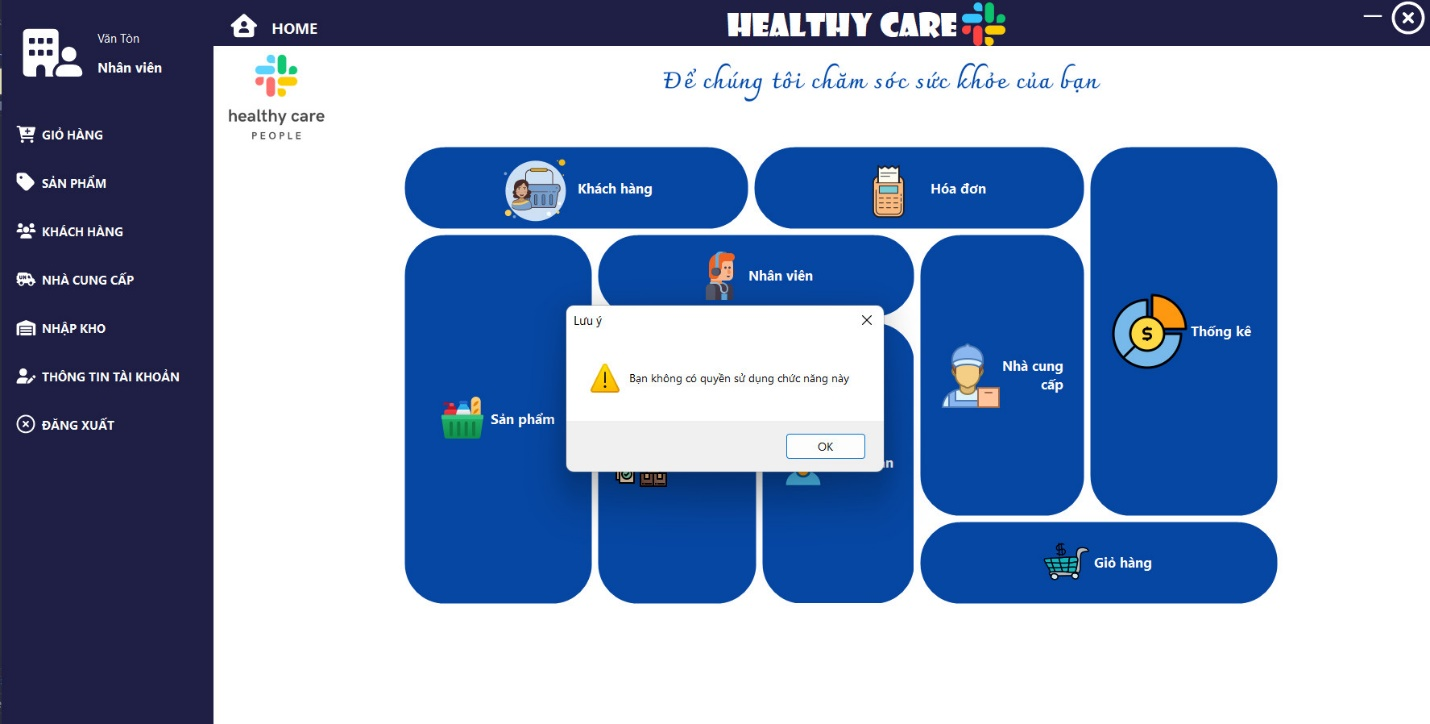 Văn Tòn
Nhân viên
GIỎ HÀNG
SẢN PHẨM
KHÁCH HÀNG
NHÀ CUNG CẤP
NHẬP KHO
THÔNG TIN TÀI KHOẢN
ĐĂNG XUẤT
HOME
HEALTHY CARE
healthy care
PEOPLE
Để chúng tôi chăm sóc sức khỏe của bạn
Khách hàng
Hóa đơn
Nhân viên
Thống kê
Nhà cung
cấp
Sản phẩm
Giỏ hàng
Lưu ý
Bạn không có quyền sử dụng chức năng này
OK